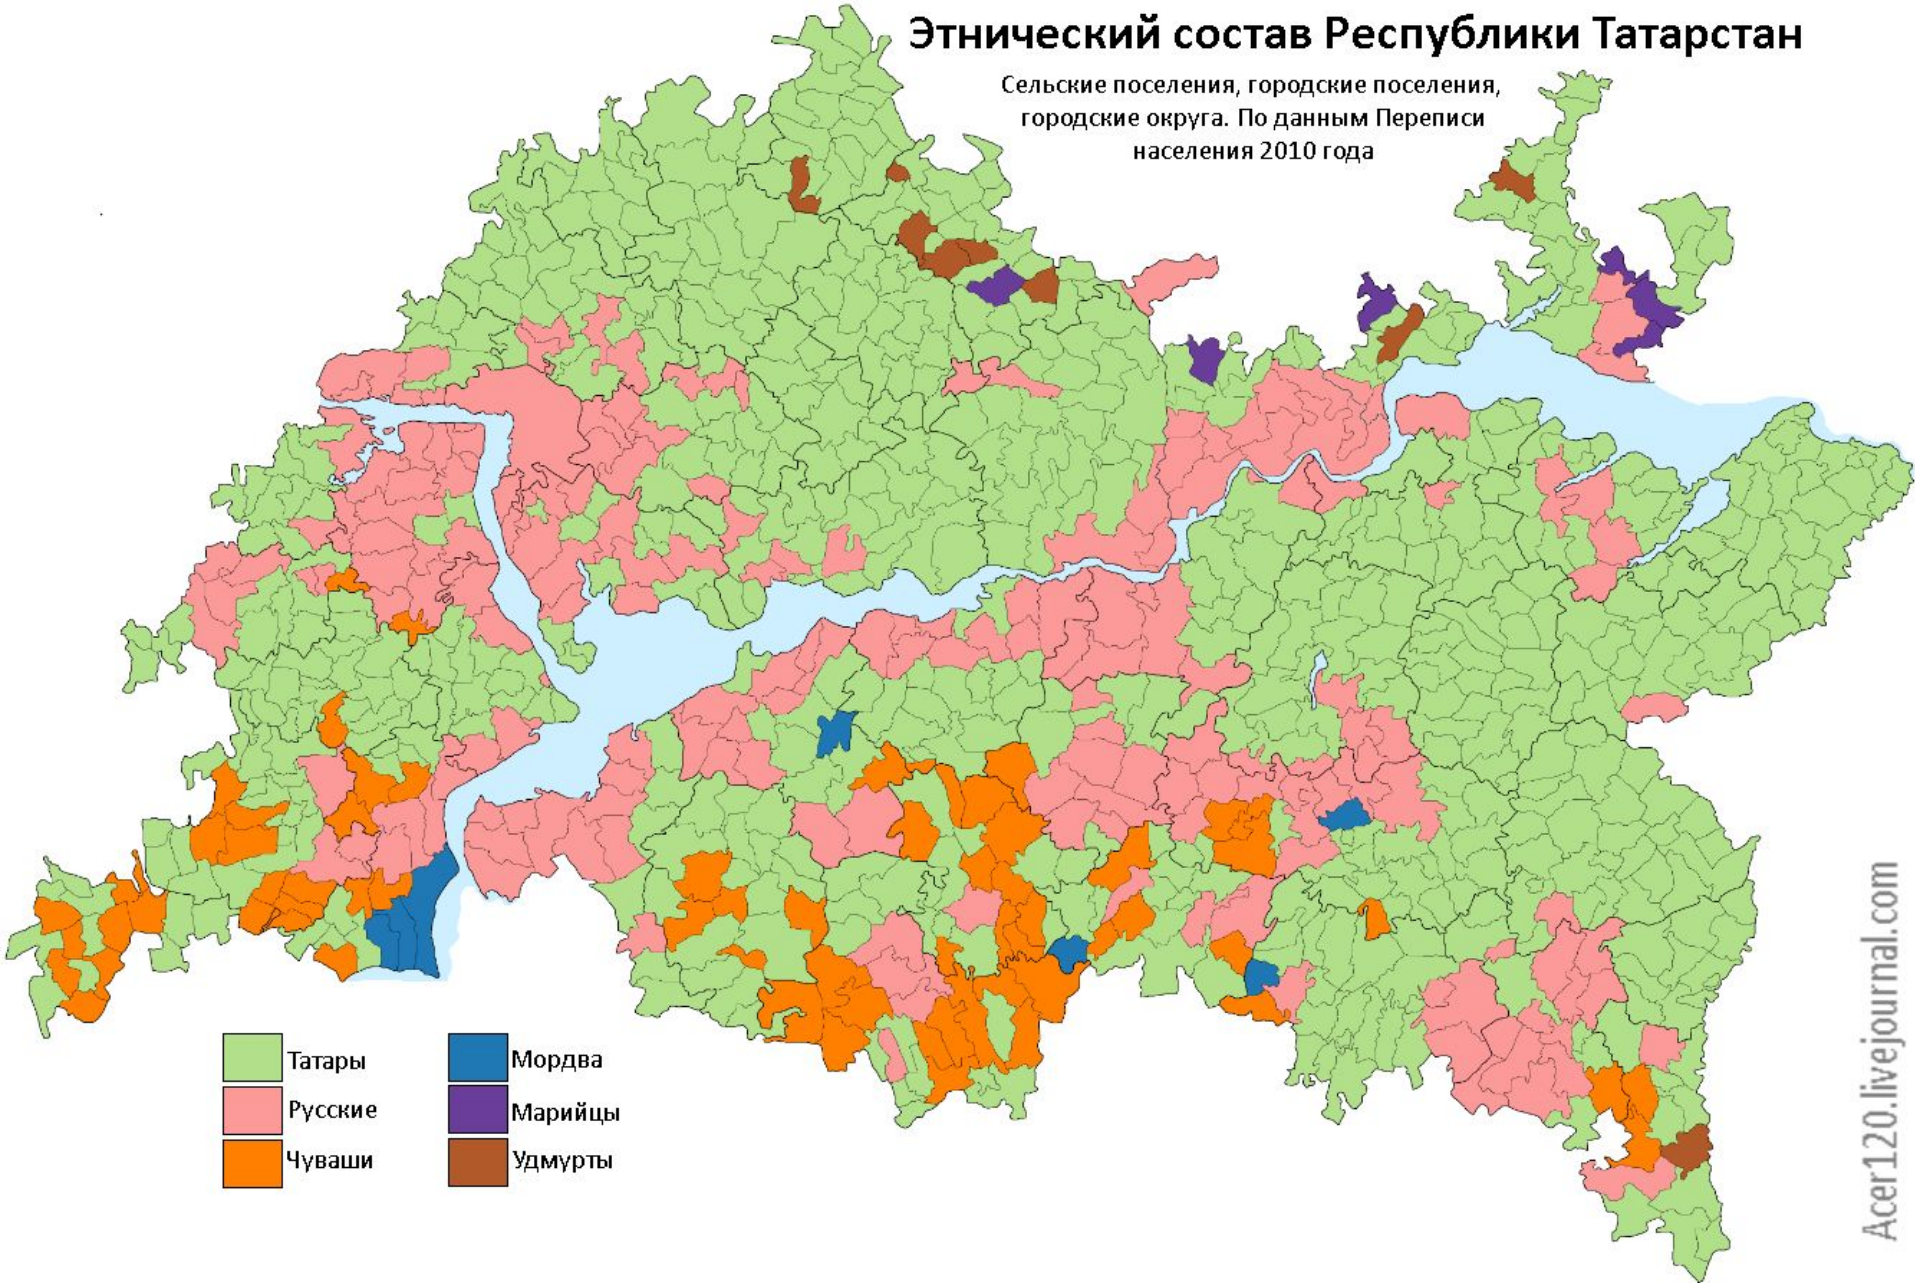 Этнический состав Республики Татарстан
Сельские поселения, городские поселения,
городские округа. По данным Переписи
населения 2010 года
Татары
Русские
Чуваши
Мордва
Марийцы
Удмурты
Acer120.livejournal.com